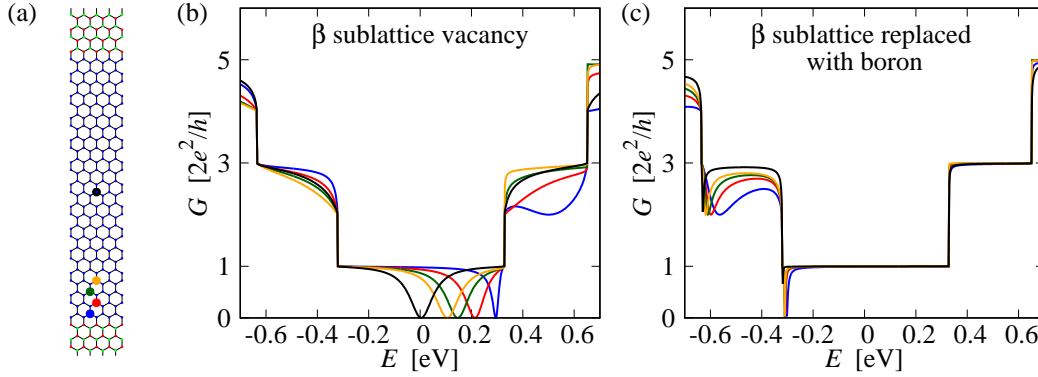 (a)
(b)
β sublattice vacancy
G [2e²/h]
5
3
1
0
-0.6 -0.4 -0.2 0 0.2 0.4 0.6
E [eV]
(c)
β sublattice replaced
with boron
G [2e²/h]
5
3
1
0
-0.6 -0.4 -0.2 0 0.2 0.4 0.6
E [eV]